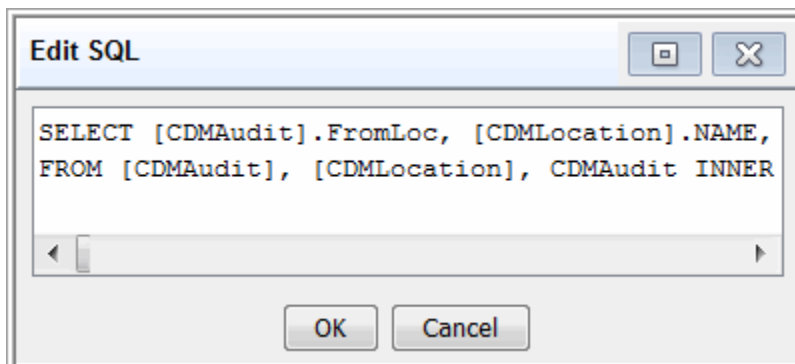 Edit SQL
SELECT [CDMAudit].FromLoc, [CDMLocation].NAME,
FROM [CDMAudit], [CDMLocation], CDMAudit INNER
OK Cancel